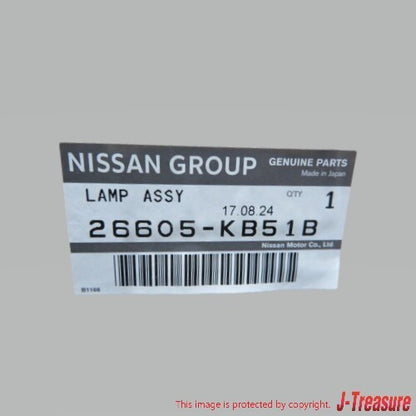 NISSAN GROUP GENUINE PARTS
Made in Japan
LAMP ASSY QTY 1
17.08.24
26605-KB51B
Nissan Motor Co., Ltd
B1166
This image is protected by copyright. J-Treasure